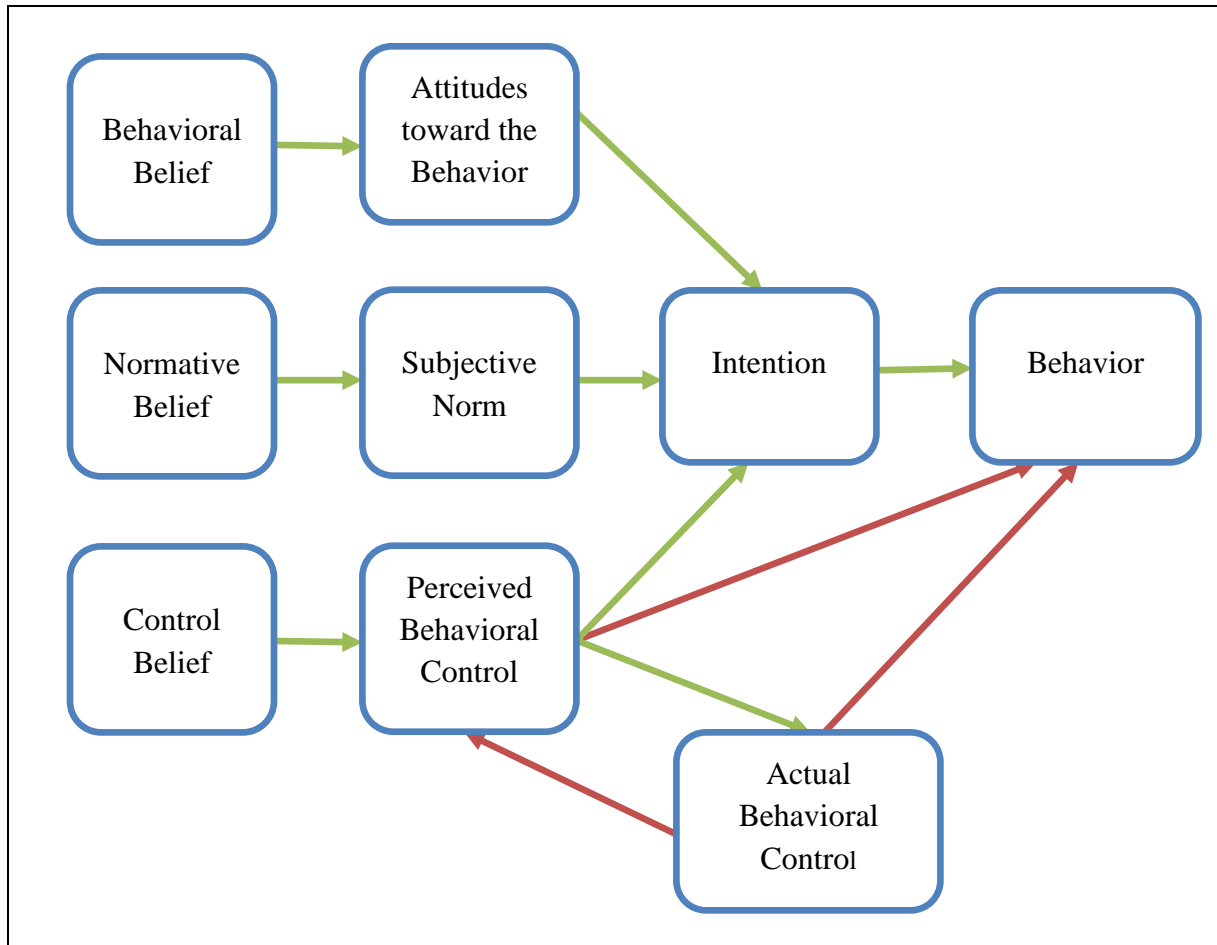 Behavioral
Belief
Attitudes
toward the
Behavior
Normative
Belief
Subjective
Norm
Intention
Behavior
Control
Belief
Perceived
Behavioral
Control
Actual
Behavioral
Control